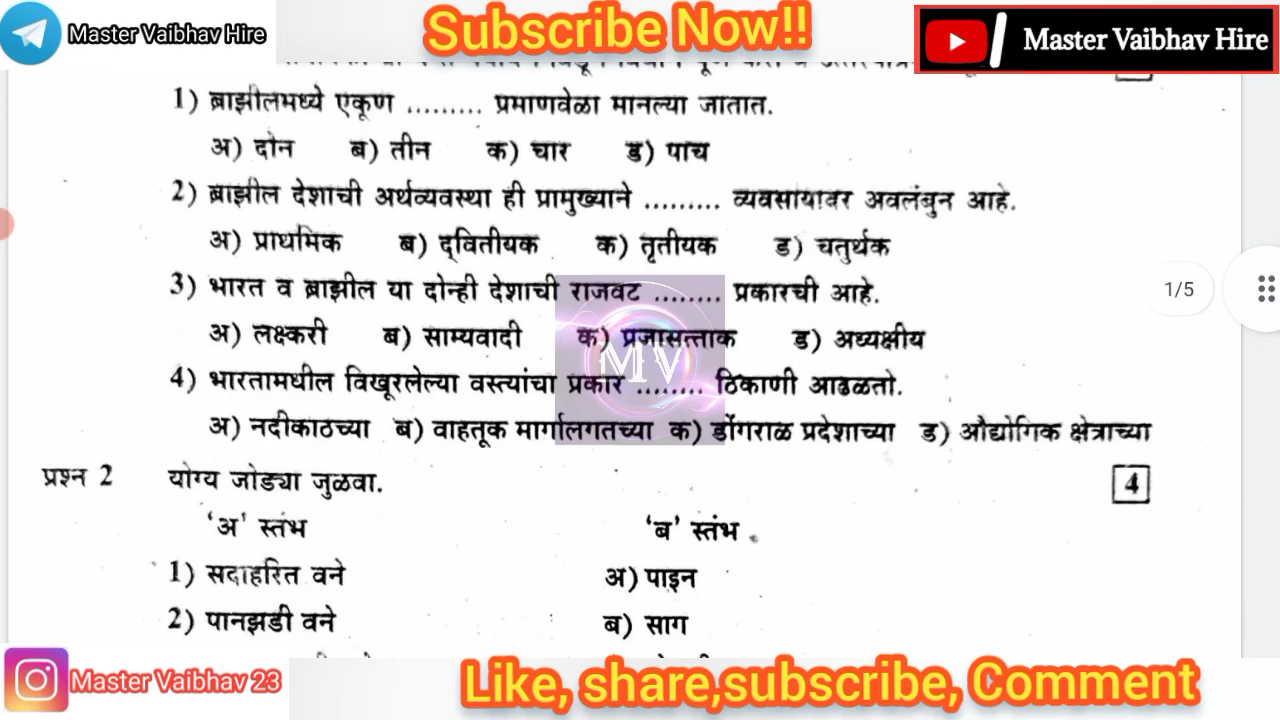 Master Vaibhav Hire
Subscribe Now!!
Master Vaibhav Hire
1) ब्राझीलमध्ये एकूण ......... प्रमाणवेळा मानल्या जातात.
अ) दोन ब) तीन क) चार ड) पाच
2) ब्राझील देशाची अर्थव्यवस्था ही प्रामुख्याने ......... व्यवसायावर अवलंबुन आहे.
अ) प्राथमिक ब) द्वितीयक क) तृतीयक ड) चतुर्थक
3) भारत व ब्राझील या दोन्ही देशाची राजवट ........ प्रकारची आहे.
1/5
अ) लक्ष्करी ब) साम्यवादी क) प्रजासत्ताक ड) अध्यक्षीय
MV
4) भारतामधील विखूरलेल्या वस्त्यांचा प्रकार ........ ठिकाणी आढळतो.
अ) नदीकाठच्या ब) वाहतूक मार्गालगतच्या क) डोंगराळ प्रदेशाच्या ड) औद्योगिक क्षेत्राच्या
प्रश्न 2 योग्य जोड्या जुळवा. 4
'अ' स्तंभ 'ब' स्तंभ
1) सदाहरित वने अ) पाइन
2) पानझडी वने ब) साग
Master Vaibhav 23
Like, share,subscribe, Comment